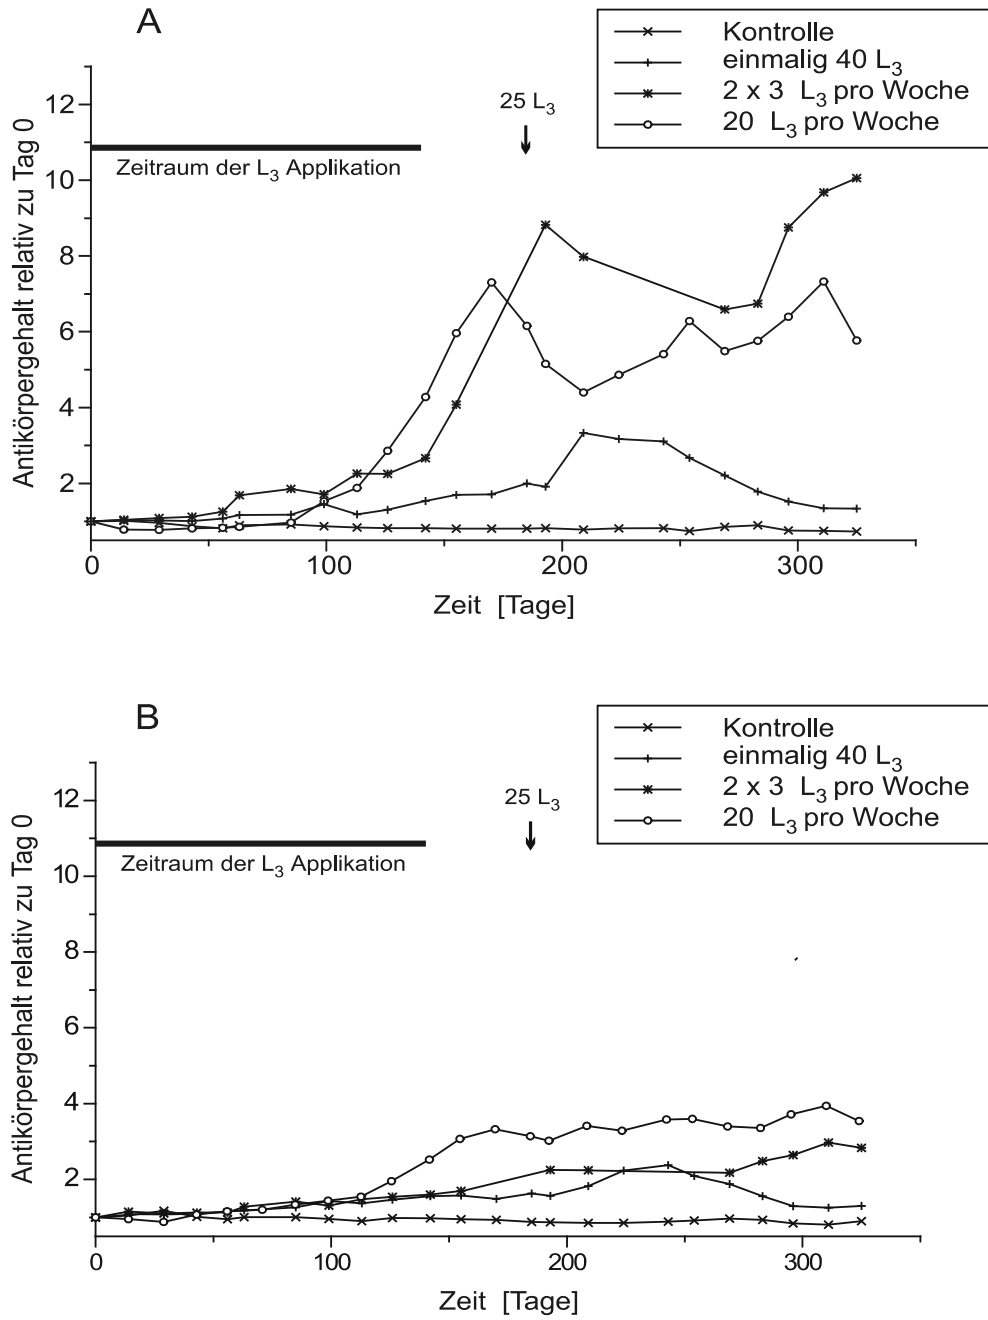 A
Kontrolle
einmalig 40 L3
2 x 3 L3 pro Woche
20 L3 pro Woche
25 L3
Zeitraum der L3 Applikation
Antikörpergehalt relativ zu Tag 0
12
10
8
6
4
2
0
100
200
300
Zeit [Tage]
B
Kontrolle
einmalig 40 L3
2 x 3 L3 pro Woche
20 L3 pro Woche
25 L3
Zeitraum der L3 Applikation
Antikörpergehalt relativ zu Tag 0
12
10
8
6
4
2
0
100
200
300
Zeit [Tage]